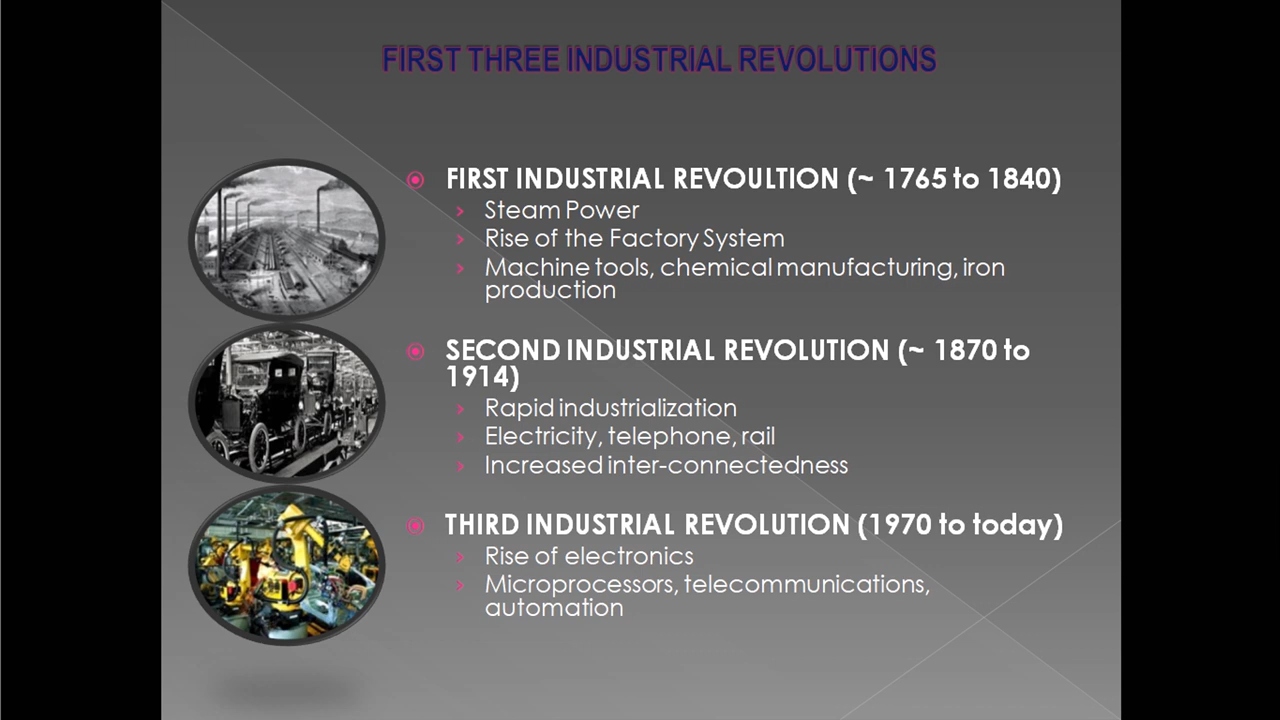 FIRST THREE INDUSTRIAL REVOLUTIONS
FIRST INDUSTRIAL REVOULTION (~ 1765 to 1840)
Steam Power
Rise of the Factory System
Machine tools, chemical manufacturing, iron
production
SECOND INDUSTRIAL REVOLUTION (~ 1870 to
1914)
Rapid industrialization
Electricity, telephone, rail
Increased inter-connectedness
THIRD INDUSTRIAL REVOLUTION (1970 to today)
Rise of electronics
Microprocessors, telecommunications,
automation